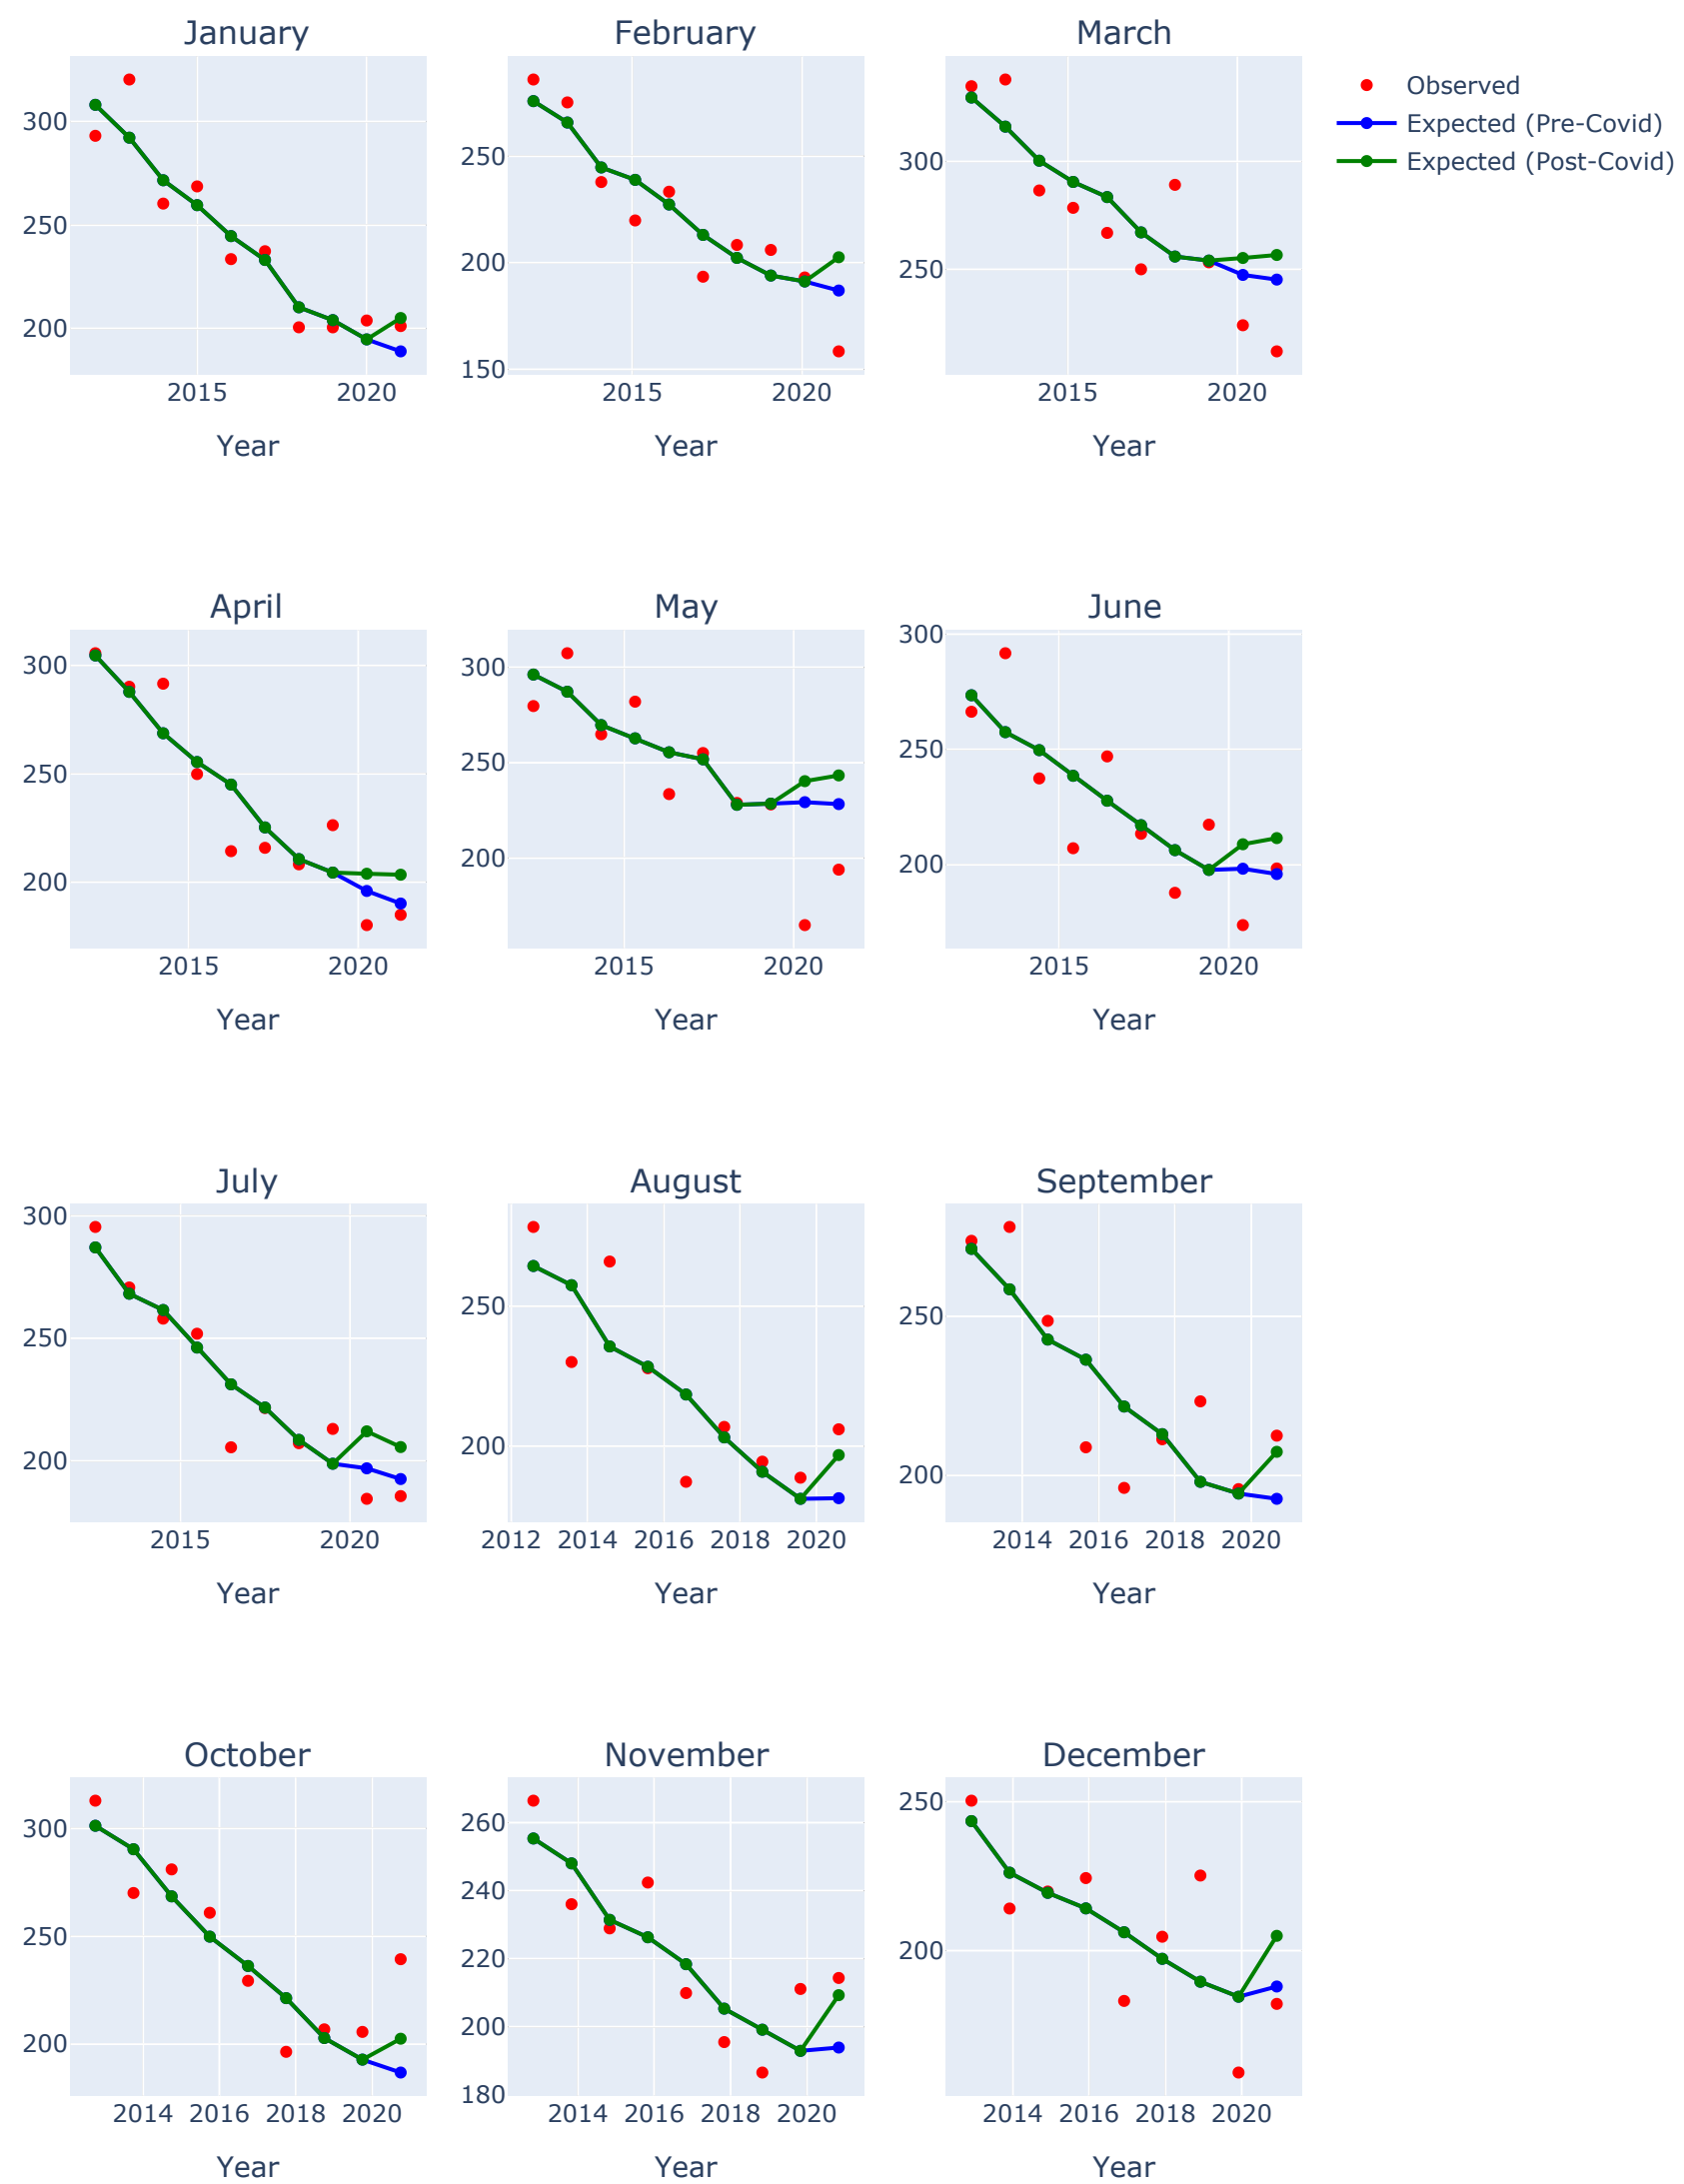 January
February
March
300
250
200
250
200
150
300
250
2015
2020
2015
2020
2015
2020
Year
Year
Year
Observed
Expected (Pre-Covid)
Expected (Post-Covid)
April
May
June
300
250
200
300
250
200
300
250
200
2015
2020
2015
2020
2015
2020
Year
Year
Year
July
August
September
300
250
200
250
200
250
200
2015
2020
2012
2014
2016
2018
2020
2014
2016
2018
2020
Year
Year
Year
October
November
December
300
250
200
260
240
220
200
180
250
200
2014
2016
2018
2020
2014
2016
2018
2020
2014
2016
2018
2020
Year
Year
Year